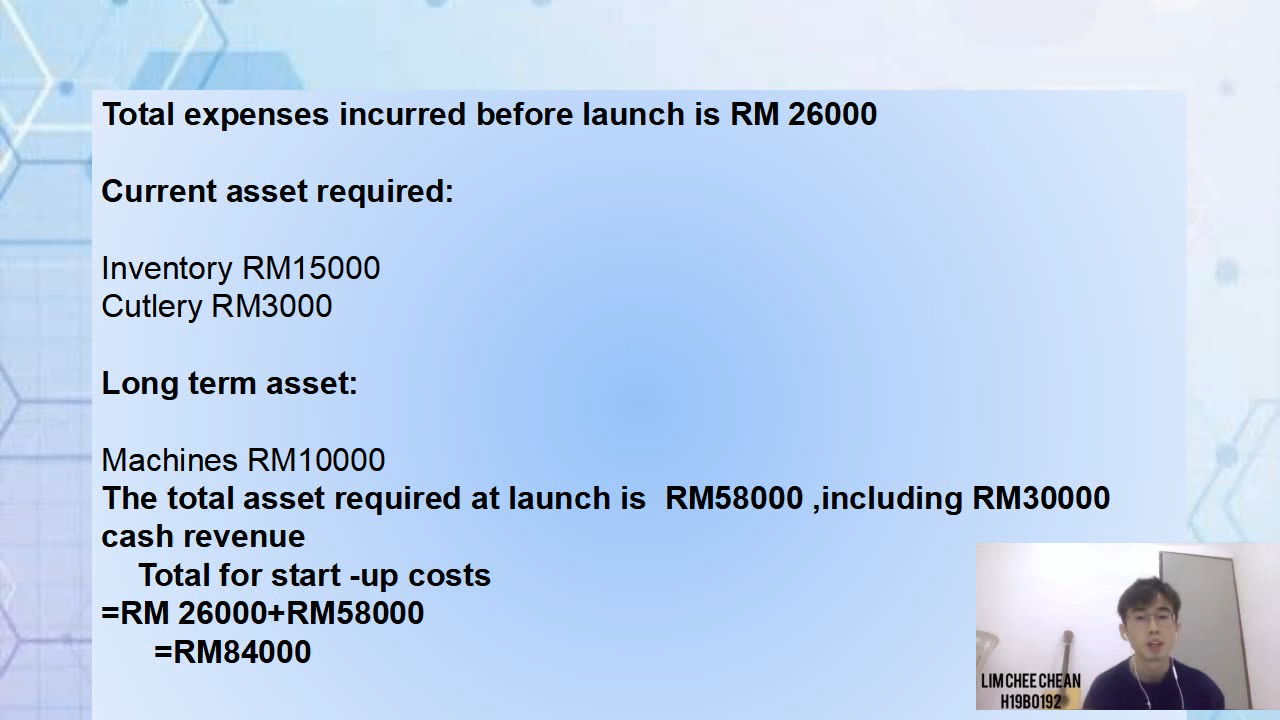 Total expenses incurred before launch is RM 26000
Current asset required:
Inventory RM15000
Cutlery RM3000
Long term asset:
Machines RM10000
The total asset required at launch is  RM58000 ,including RM30000
cash revenue
Total for start -up costs
=RM 26000+RM58000
=RM84000
LIM CHEE CHEAN
H19B0192